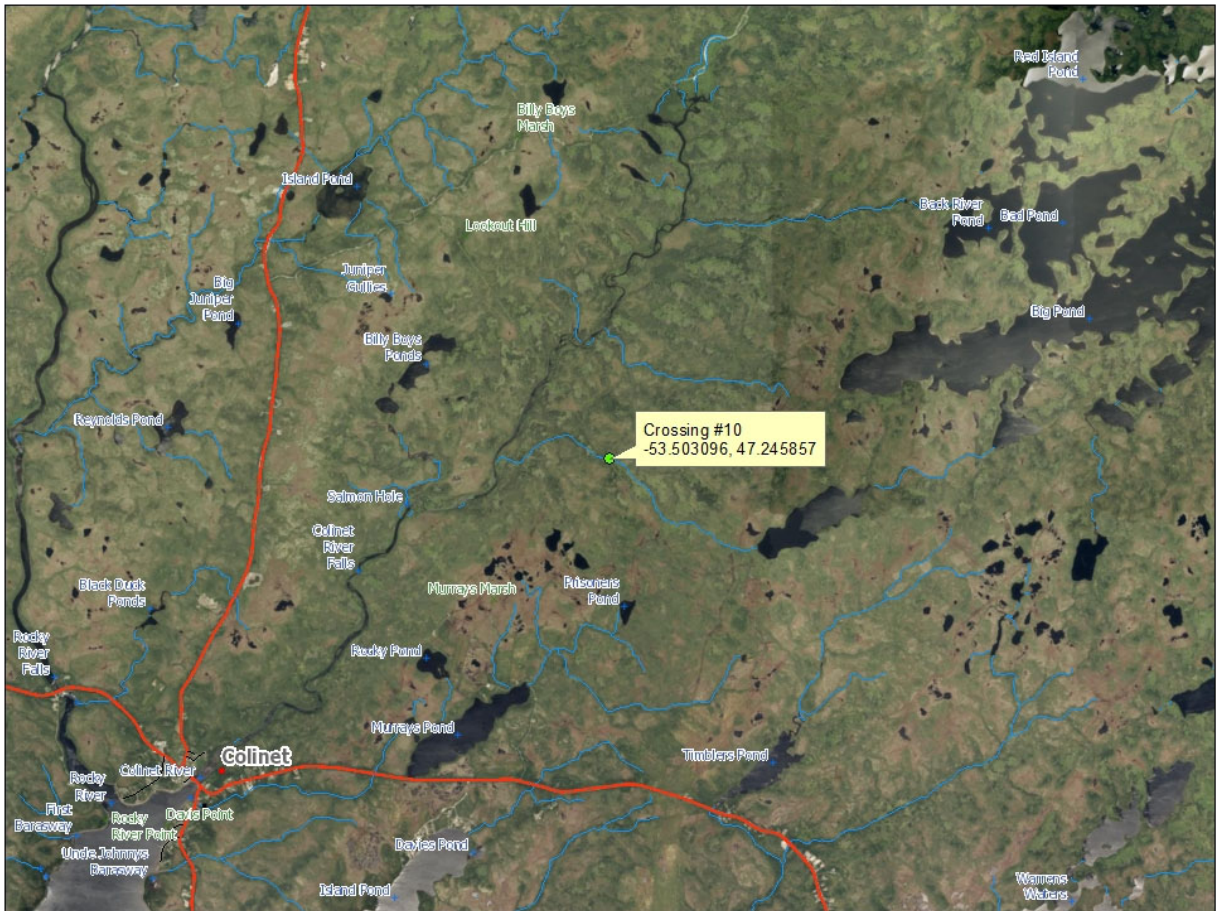 Red Island
Pond
Billy Boys
Marsh
Island Pond
Back River
Pond
Bad Pond
Lookout Hill
Juniper
Gullies
Big
Juniper
Pond
Big Pond
Billy Boys
Ponds
Reynolds Pond
Crossing #10
-53.503096, 47.245857
Salmon Hole
Colinet
River
Falls
Black Duck
Ponds
Murrays Marsh
Prisoners
Pond
Rocky
River
Falls
Rocky Pond
Murrays Pond
Timblers Pond
Colinet
Colinet River
Rocky
River
First
Barasway
Rocky
River Point
Davis Point
Uncle Johnnys
Barasway
Davies Pond
Island Pond
Warrens
Waters